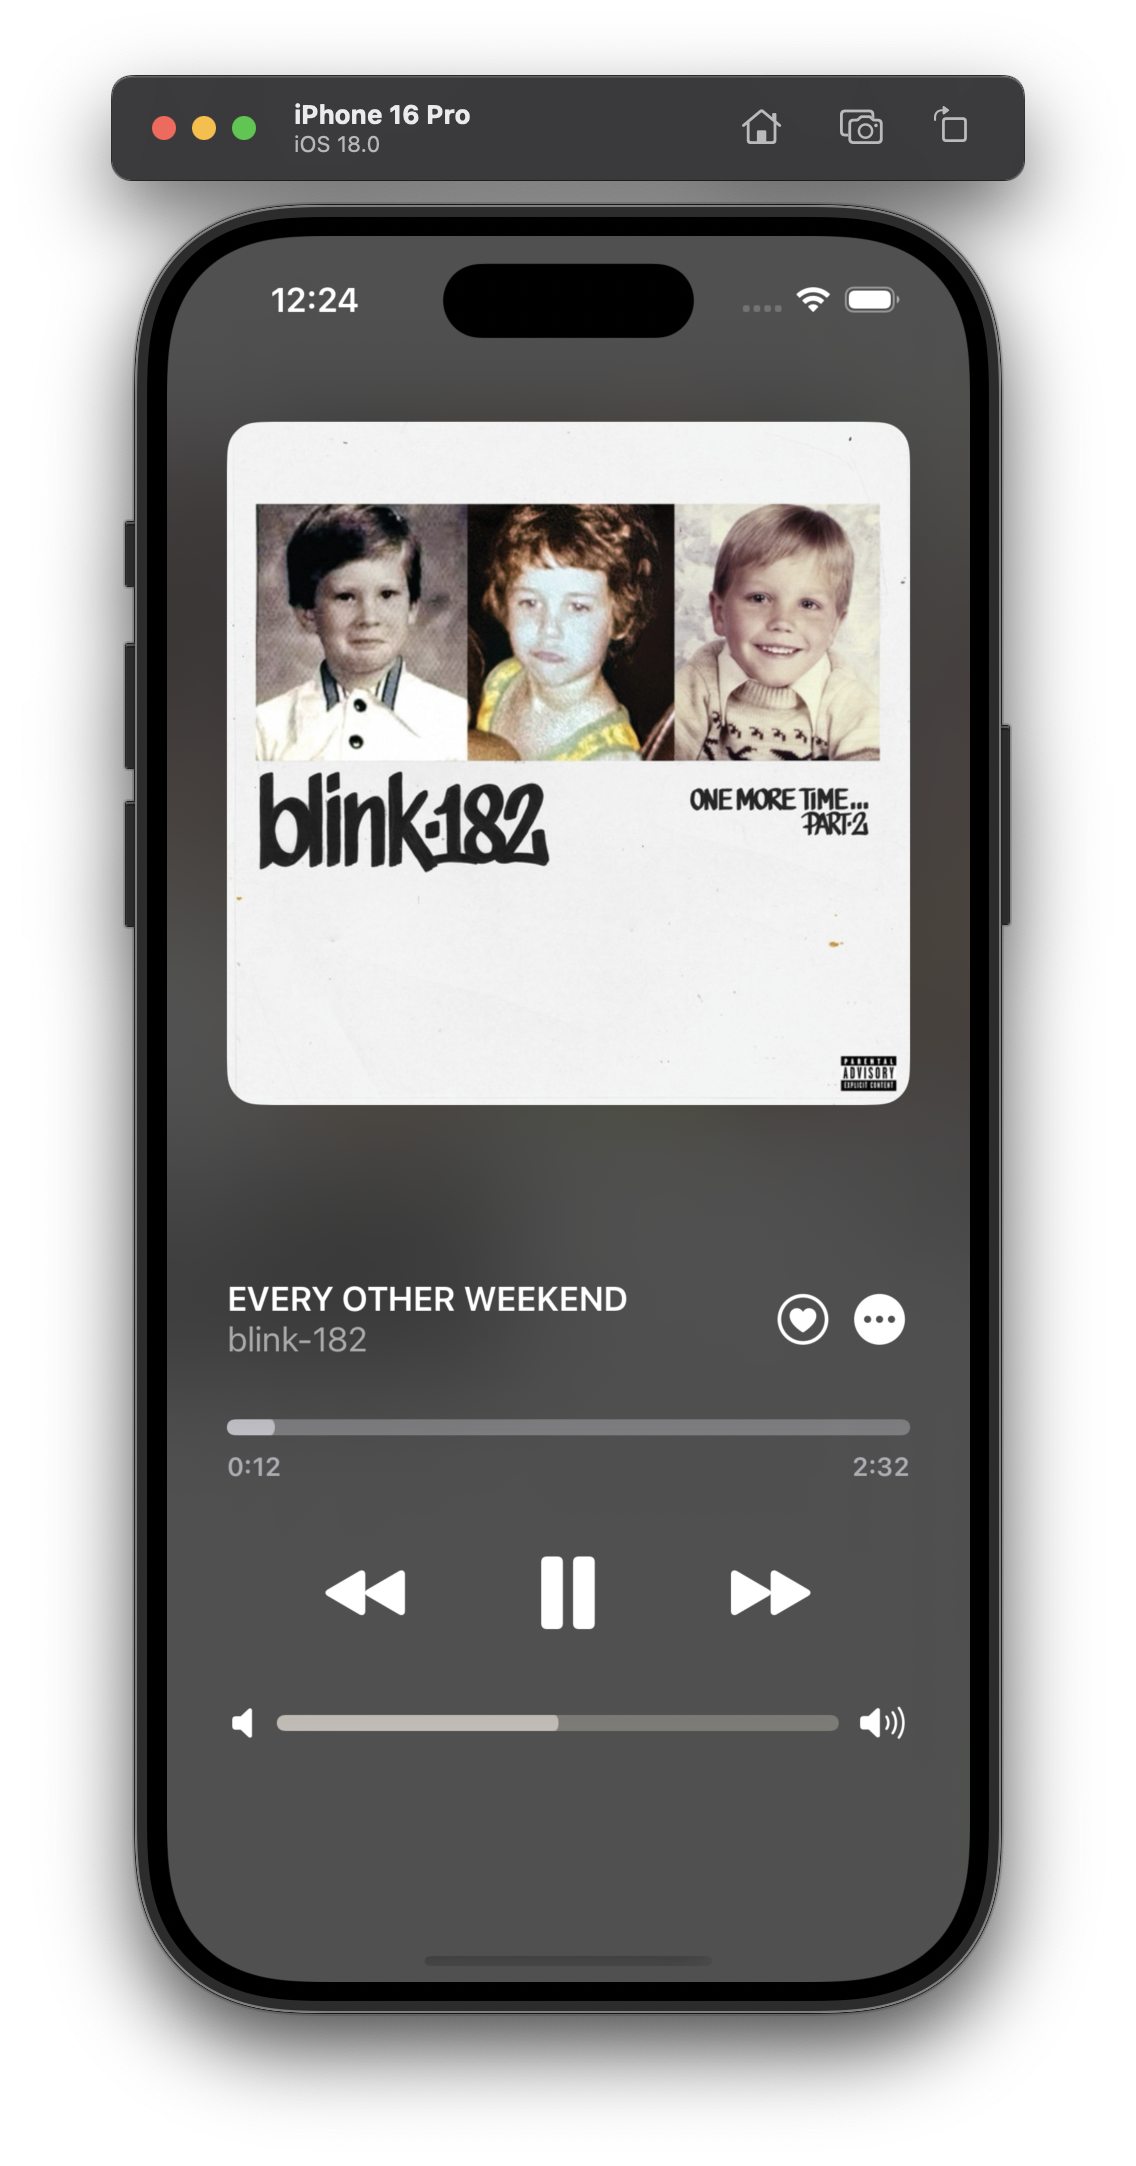 iPhone 16 Pro
iOS 18.0
12:24
blink-182
ONE MORE TiME...
PART-2
PARENTAL
ADVISORY
EXPLICIT CONTENT
EVERY OTHER WEEKEND
blink-182
0:12
2:32